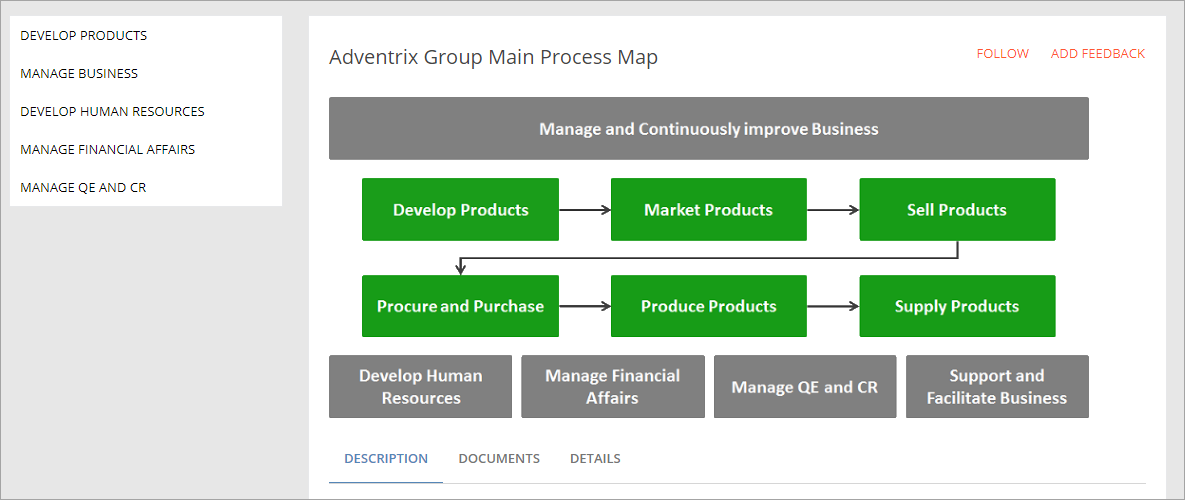 DEVELOP PRODUCTS
MANAGE BUSINESS
DEVELOP HUMAN RESOURCES
MANAGE FINANCIAL AFFAIRS
MANAGE QE AND CR
Adventrix Group Main Process Map
FOLLOW ADD FEEDBACK
Manage and Continuously improve Business
Develop Products
Market Products
Sell Products
Procure and Purchase
Produce Products
Supply Products
Develop Human
Resources
Manage Financial
Affairs
Manage QE and CR
Support and
Facilitate Business
DESCRIPTION DOCUMENTS DETAILS